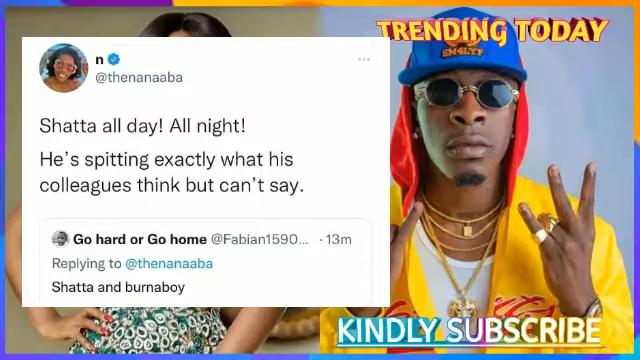 TRENDING TODAY
SM4LYF
n
@thenanaaba
Shatta all day! All night!
He's spitting exactly what his
colleagues think but can't say.
Go hard or Go home @Fabian1590... · 13m
Replying to @thenanaaba
Shatta and burnaboy
KINDLY SUBSCRIBE